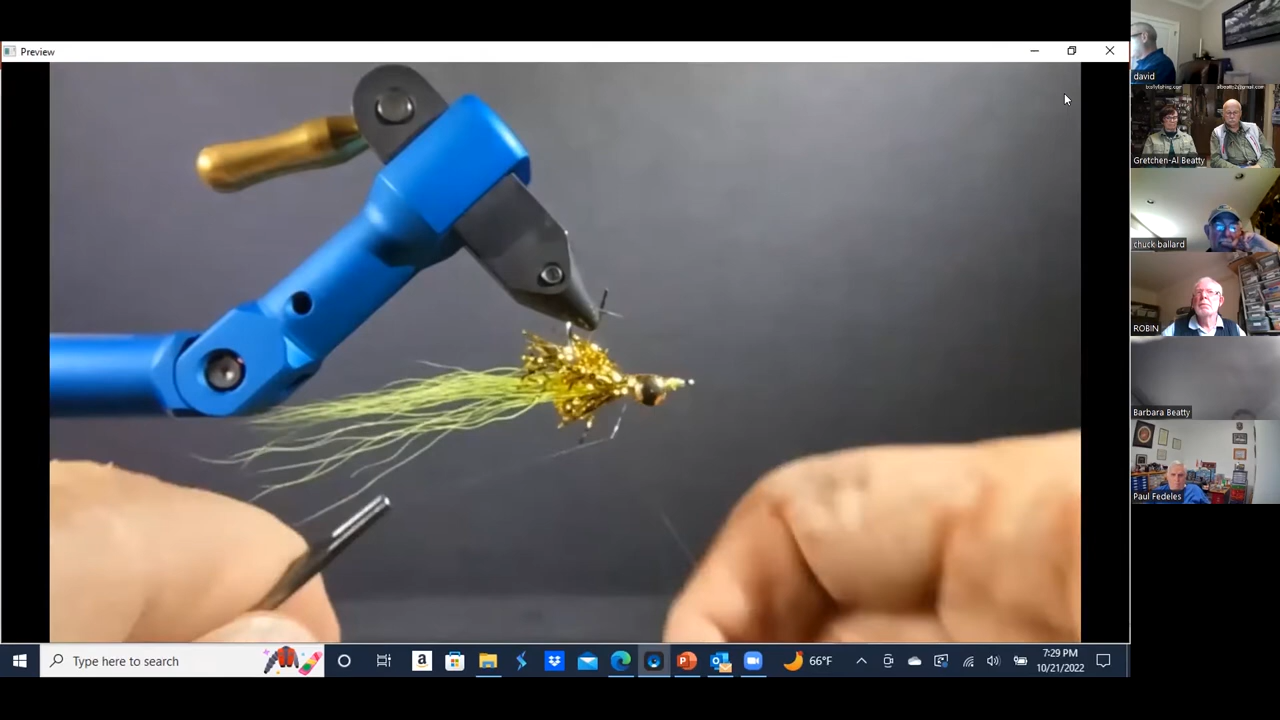 Preview
david
Gretchen-Al Beatty
chuck ballard
ROBIN
Barbara Beatty
Paul Fedeles
Type here to search
a
66°F
7:29 PM
10/21/2022